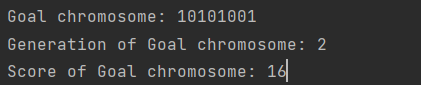 Goal chromosome: 10101001
Generation of Goal chromosome: 2
Score of Goal chromosome: 16